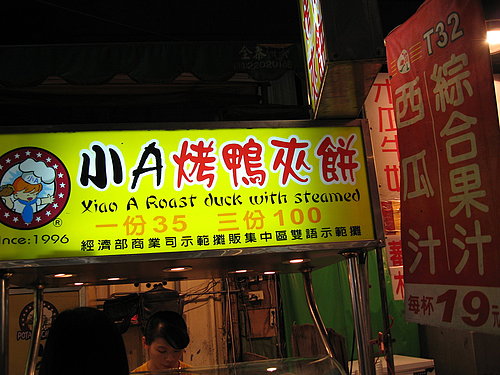 小A烤鴨夾餅
Xiao A Roast duck with steamed
一份35 三份100
nce:1996
經濟部商業司示範攤販集中區雙語示範攤
®
T32
綜合果汁
西瓜汁
每杯19元